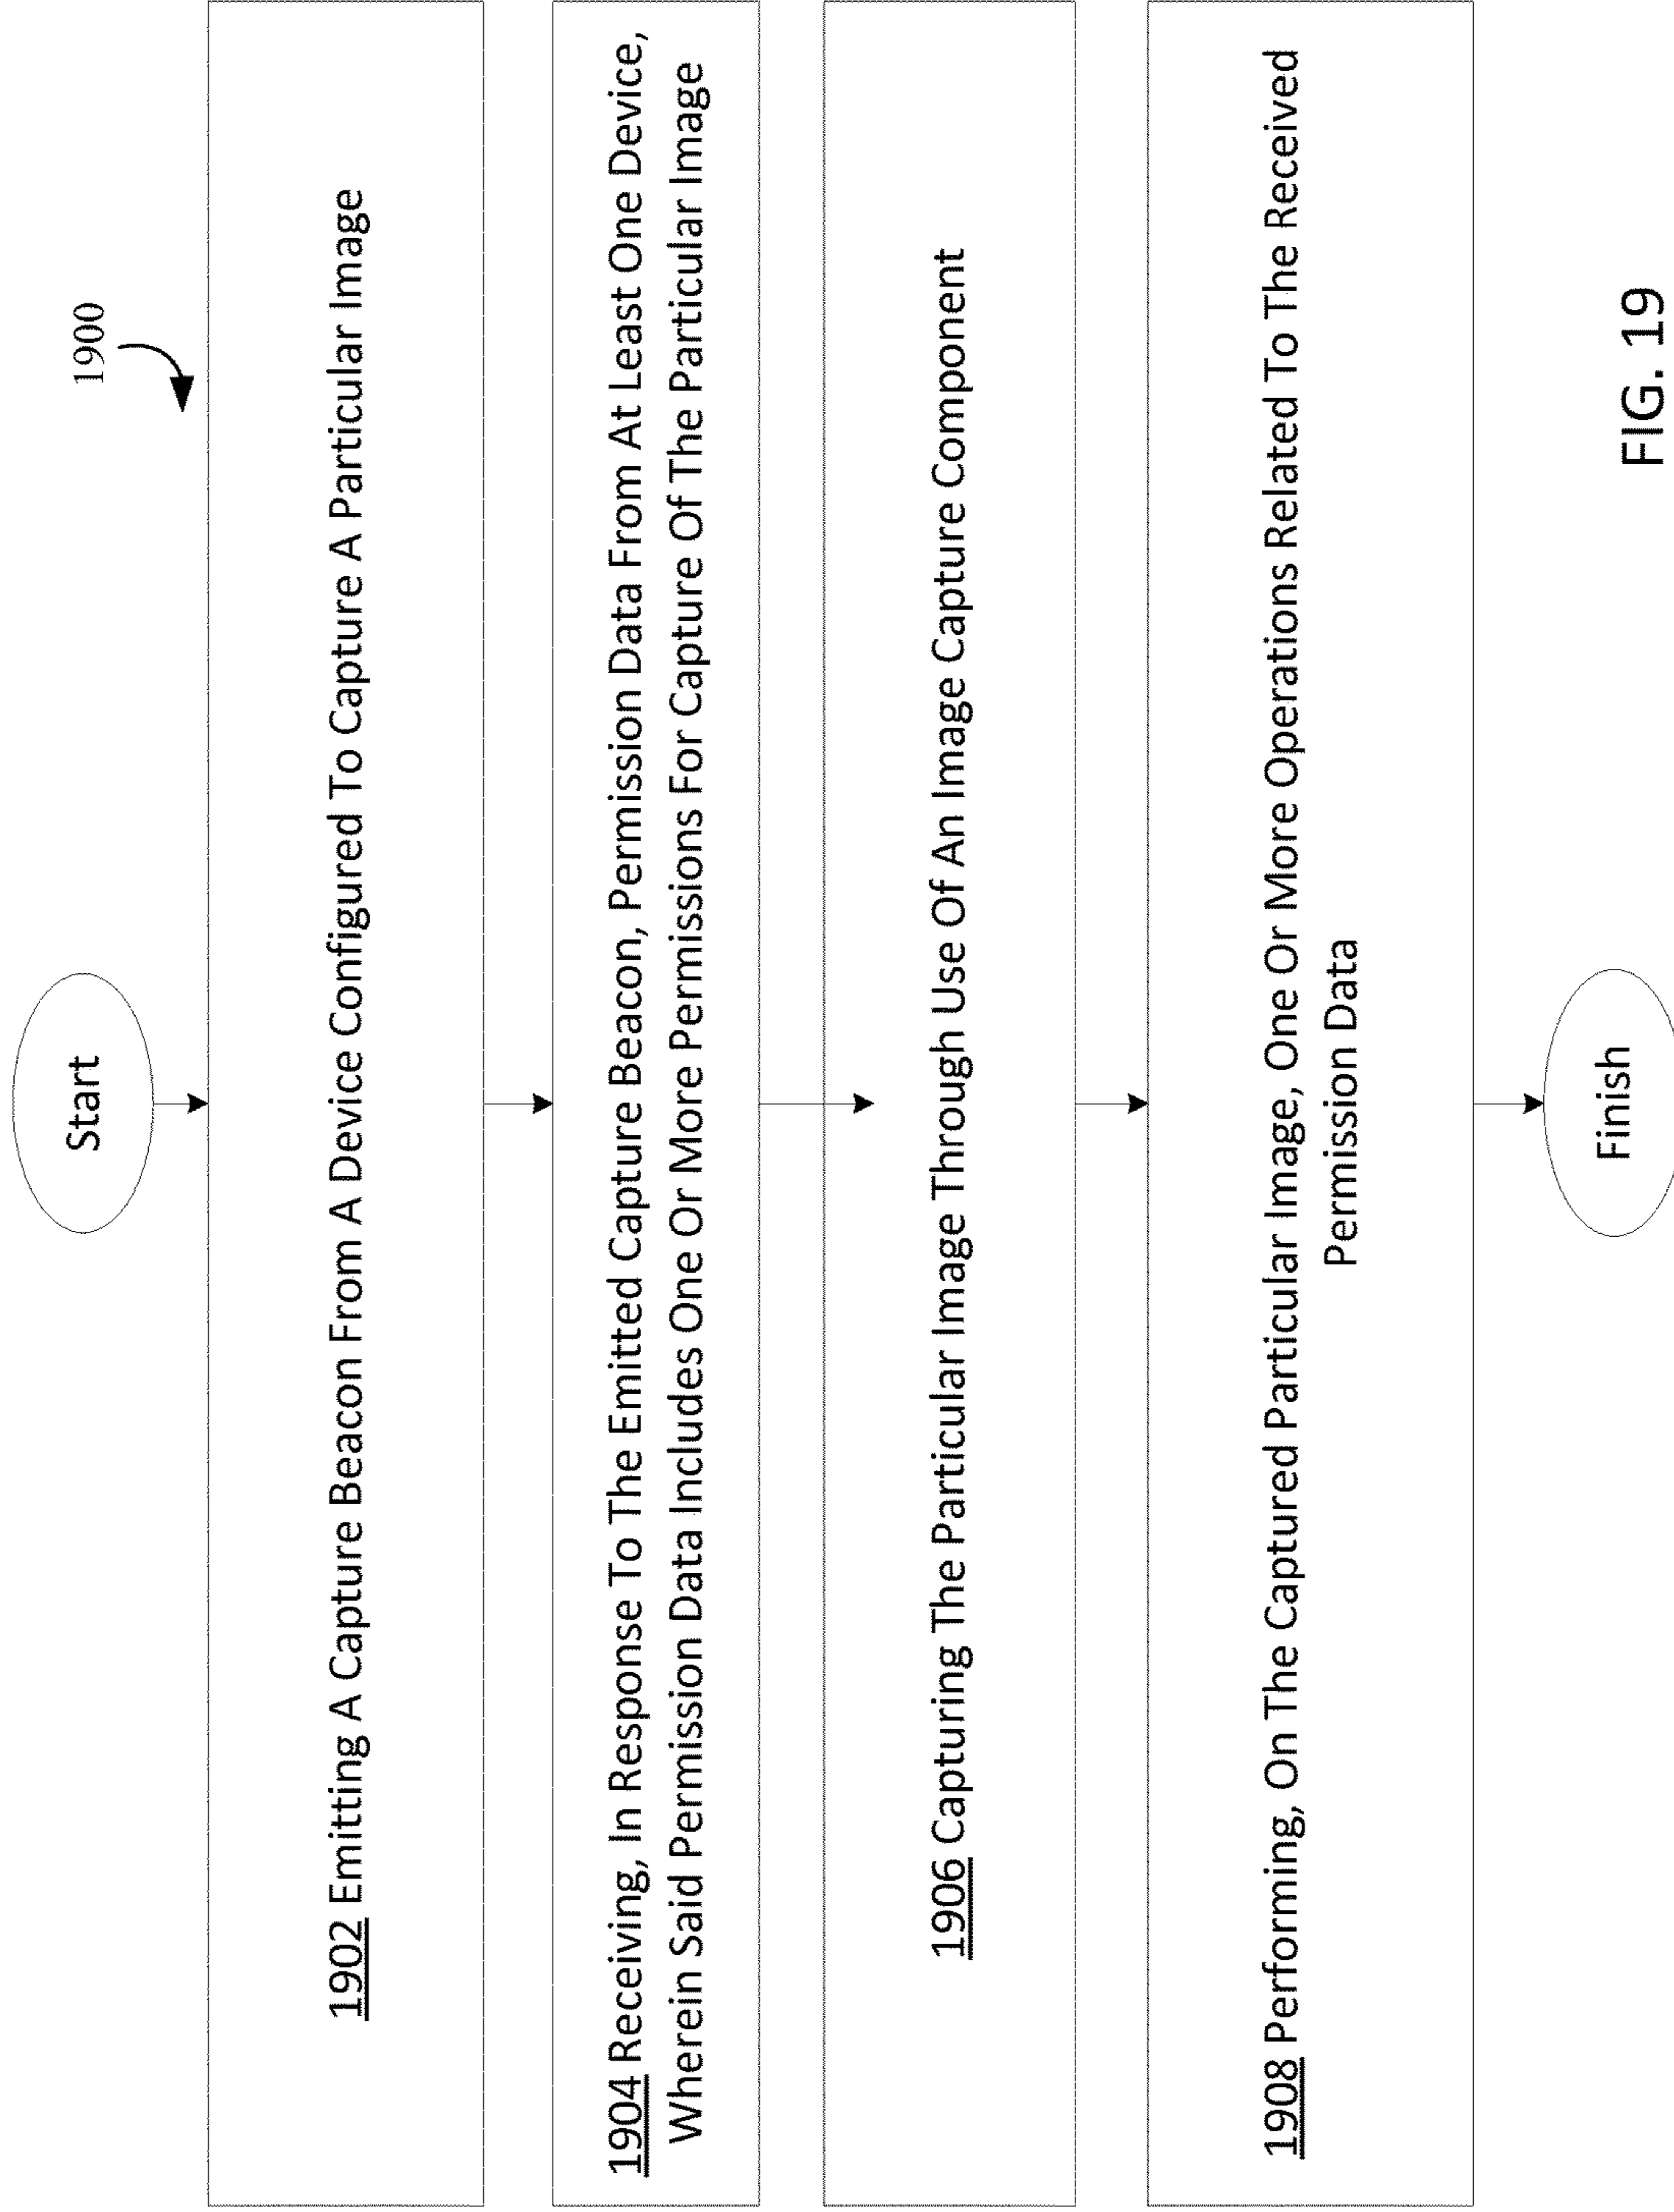 Start
1900
1902 Emitting A Capture Beacon From A Device Configured To Capture A Particular Image
1904 Receiving, In Response To The Emitted Capture Beacon, Permission Data From At Least One Device,
Wherein Said Permission Data Includes One Or More Permissions For Capture Of The Particular Image
1906 Capturing The Particular Image Through Use Of An Image Capture Component
1908 Performing, On The Captured Particular Image, One Or More Operations Related To The Received
Permission Data
Finish
FIG. 19